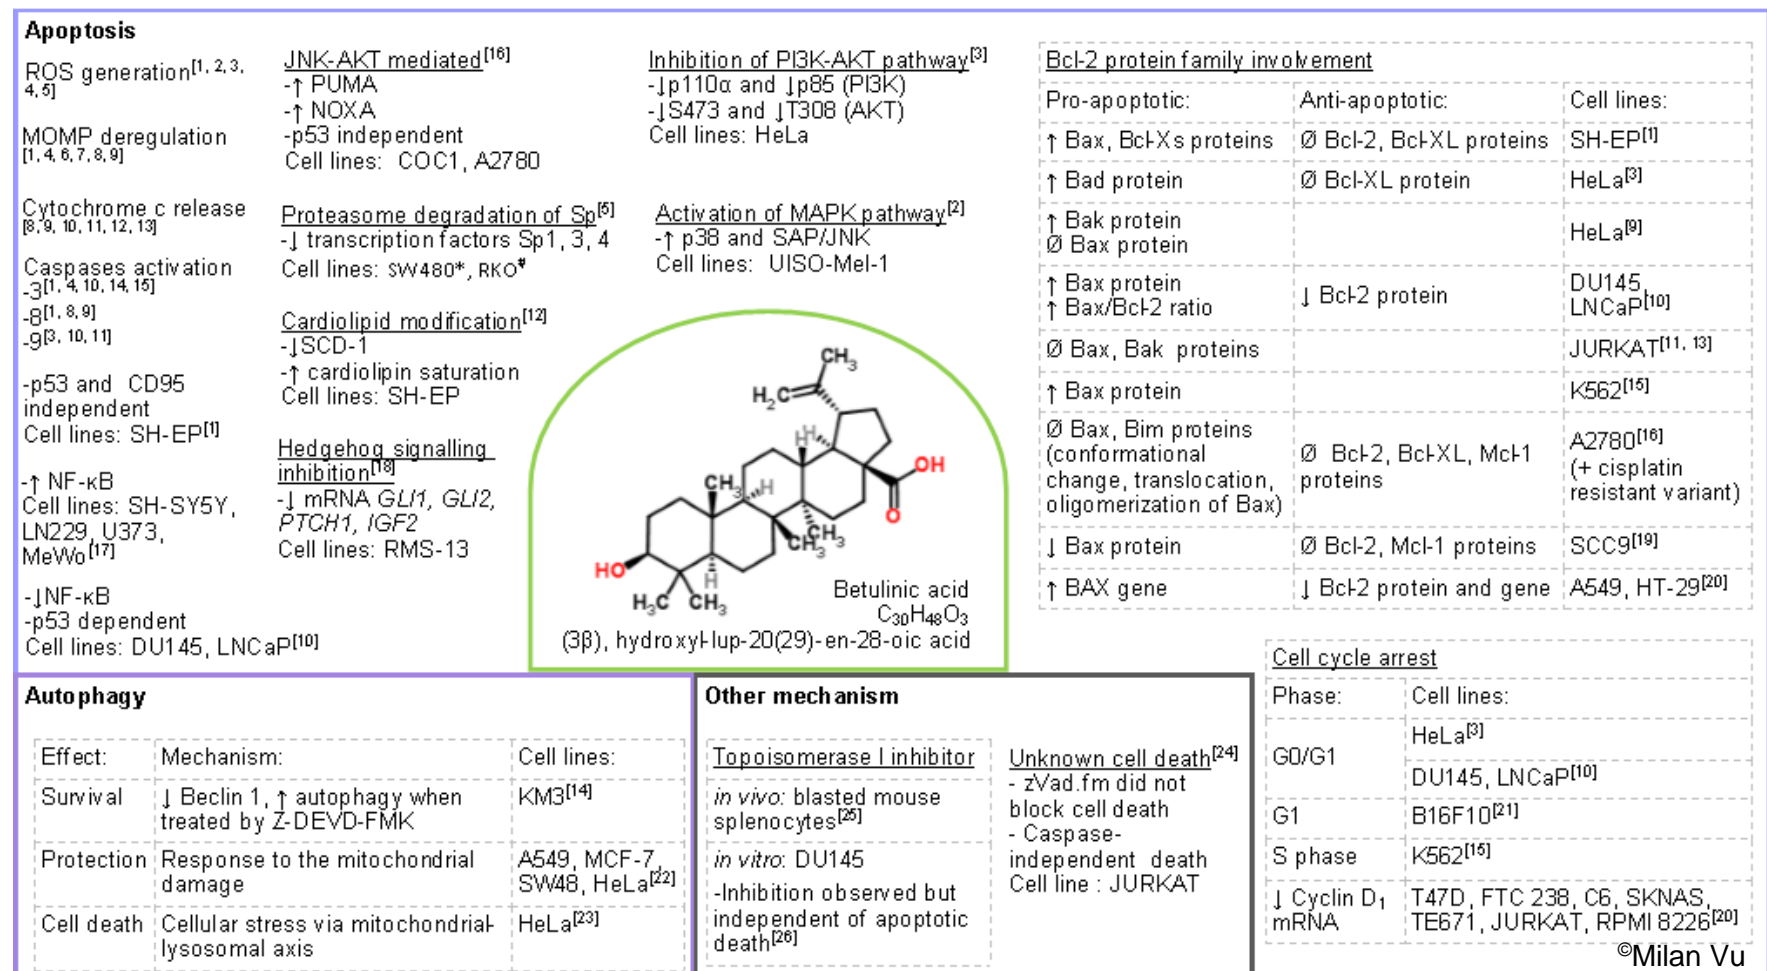 Apoptosis
ROS generation[1, 2, 3,
4, 5]
MOMP deregulation
[1, 4, 6, 7, 8, 9]
Cytochrome c release
[8, 9, 10, 11, 12, 13]
Caspases activation
-3[1, 4, 10, 14, 15]
-8[1, 8, 9]
-9[3, 10, 11]
-p53 and CD95
independent
Cell lines: SH-EP[1]
-↑ NF-κB
Cell lines: SH-SY5Y,
LN229, U373,
MeWo[17]
-↓NF-κB
-p53 dependent
Cell lines: DU145, LNCaP[10]
JNK-AKT mediated[16]
-↑ PUMA
-↑ NOXA
-p53 independent
Cell lines: COC1, A2780
Proteasome degradation of Sp[5]
-↓ transcription factors Sp1, 3, 4
Cell lines: SW480*, RKO#
Cardiolipid modification[12]
-↓SCD-1
-↑ cardiolipin saturation
Cell lines: SH-EP
Hedgehog signalling
inhibition[18]
-↓ mRNA GLI1, GLI2,
PTCH1, IGF2
Cell lines: RMS-13
Inhibition of PI3K-AKT pathway[3]
-↓p110α and ↓p85 (PI3K)
-↓S473 and ↓T308 (AKT)
Cell lines: HeLa
Activation of MAPK pathway[2]
-↑ p38 and SAP/JNK
Cell lines: UISO-Mel-1
CH3
H2C
H
H
OH
O
CH3
H
CH3
CH3
HO
H
H3C CH3
Betulinic acid
C30H48O3
(3β), hydroxyl-lup-20(29)-en-28-oic acid
Bcl-2 protein family involvement
Pro-apoptotic: Anti-apoptotic: Cell lines:
↑ Bax, Bcl-Xs proteins Ø Bcl-2, Bcl-XL proteins SH-EP[1]
↑ Bad protein Ø Bcl-XL protein HeLa[3]
↑ Bak protein
Ø Bax protein
HeLa[9]
↑ Bax protein
↑ Bax/Bcl-2 ratio
↓ Bcl-2 protein
DU145,
LNCaP[10]
Ø Bax, Bak proteins JURKAT[11, 13]
↑ Bax protein K562[15]
Ø Bax, Bim proteins
(conformational
change, translocation,
oligomerization of Bax)
Ø Bcl-2, Bcl-XL, Mcl-1
proteins
A2780[16]
(+ cisplatin
resistant variant)
↓ Bax protein Ø Bcl-2, Mcl-1 proteins SCC9[19]
↑ BAX gene ↓ Bcl-2 protein and gene A549, HT-29[20]
Cell cycle arrest
Phase: Cell lines:
G0/G1
HeLa[3]
DU145, LNCaP[10]
G1 B16F10[21]
S phase K562[15]
↓ Cyclin D1
mRNA
T47D, FTC 238, C6, SKNAS,
TE671, JURKAT, RPMI 8226[20]
Autophagy
Effect: Mechanism: Cell lines:
Survival
↓ Beclin 1, ↑ autophagy when
treated by Z-DEVD-FMK
KM3[14]
Protection
Response to the mitochondrial
damage
A549, MCF-7,
SW48, HeLa[22]
Cell death
Cellular stress via mitochondrial-
lysosomal axis
HeLa[23]
Other mechanism
Topoisomerase I inhibitor
in vivo: blasted mouse
splenocytes[25]
in vitro: DU145
-Inhibition observed but
independent of apoptotic
death[26]
Unknown cell death[24]
- zVad.fm did not
block cell death
- Caspase-
independent death
Cell line : JURKAT
©Milan Vu